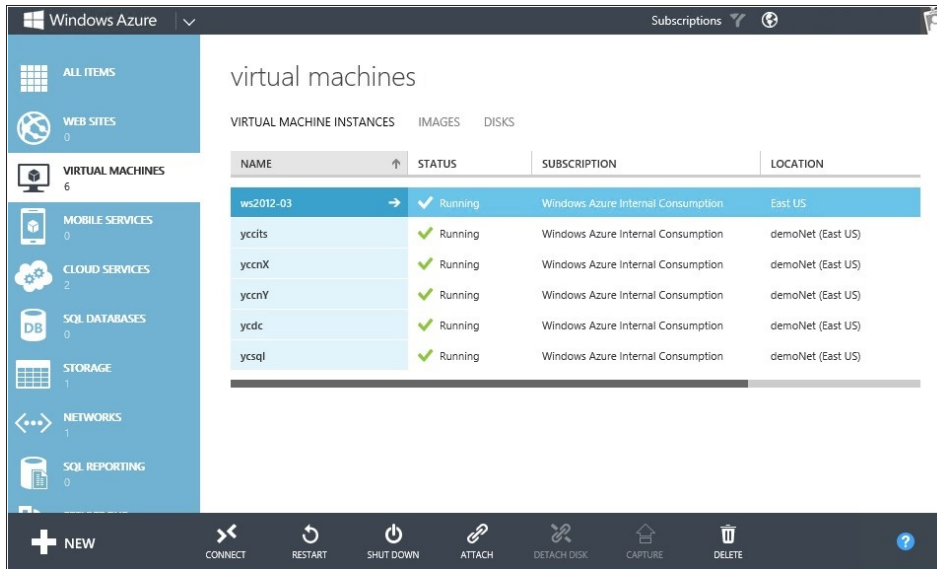 Windows Azure
Subscriptions
ALL ITEMS
WEB SITES
0
VIRTUAL MACHINES
6
MOBILE SERVICES
0
CLOUD SERVICES
2
SQL DATABASES
0
DB
STORAGE
1
NETWORKS
1
SQL REPORTING
0
virtual machines
VIRTUAL MACHINE INSTANCES IMAGES DISKS
NAME STATUS SUBSCRIPTION LOCATION
ws2012-03 Running Windows Azure Internal Consumption East US
yccits Running Windows Azure Internal Consumption demoNet (East US)
yccnX Running Windows Azure Internal Consumption demoNet (East US)
yccnY Running Windows Azure Internal Consumption demoNet (East US)
ycdc Running Windows Azure Internal Consumption demoNet (East US)
ycsql Running Windows Azure Internal Consumption demoNet (East US)
NEW
CONNECT RESTART SHUT DOWN ATTACH DETACH DISK CAPTURE DELETE
?